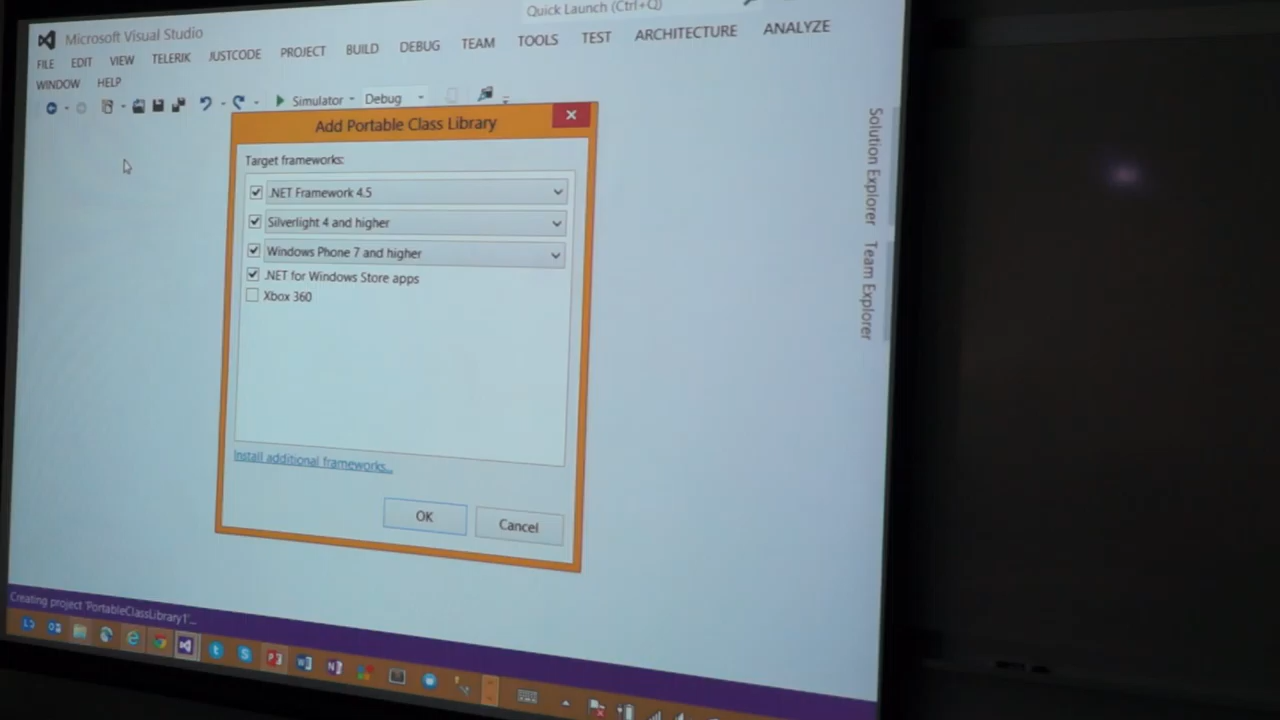 Quick Launch (Ctrl+Q)
Microsoft Visual Studio
FILE EDIT VIEW TELERIK JUSTCODE PROJECT BUILD DEBUG TEAM TOOLS TEST ARCHITECTURE ANALYZE
WINDOW HELP
Simulator Debug
Add Portable Class Library
Target frameworks:
.NET Framework 4.5
Silverlight 4 and higher
Windows Phone 7 and higher
.NET for Windows Store apps
Xbox 360
Install additional frameworks...
OK Cancel
Solution Explorer
Team Explorer
Creating project 'PortableClassLibrary1'...